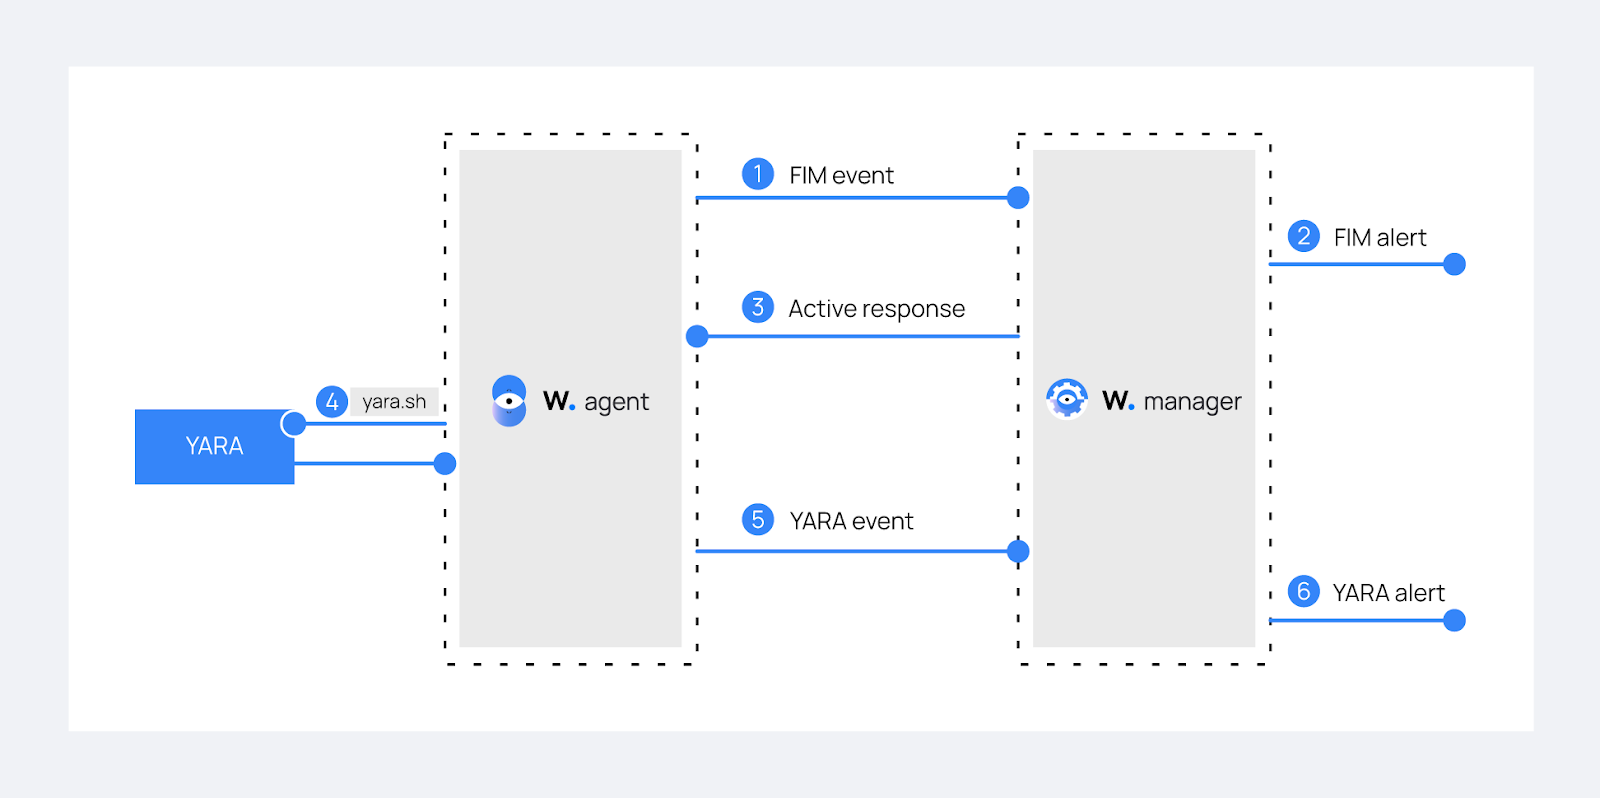 1 FIM event
2 FIM alert
3 Active response
4 yara.sh
YARA
W. agent
W. manager
5 YARA event
6 YARA alert